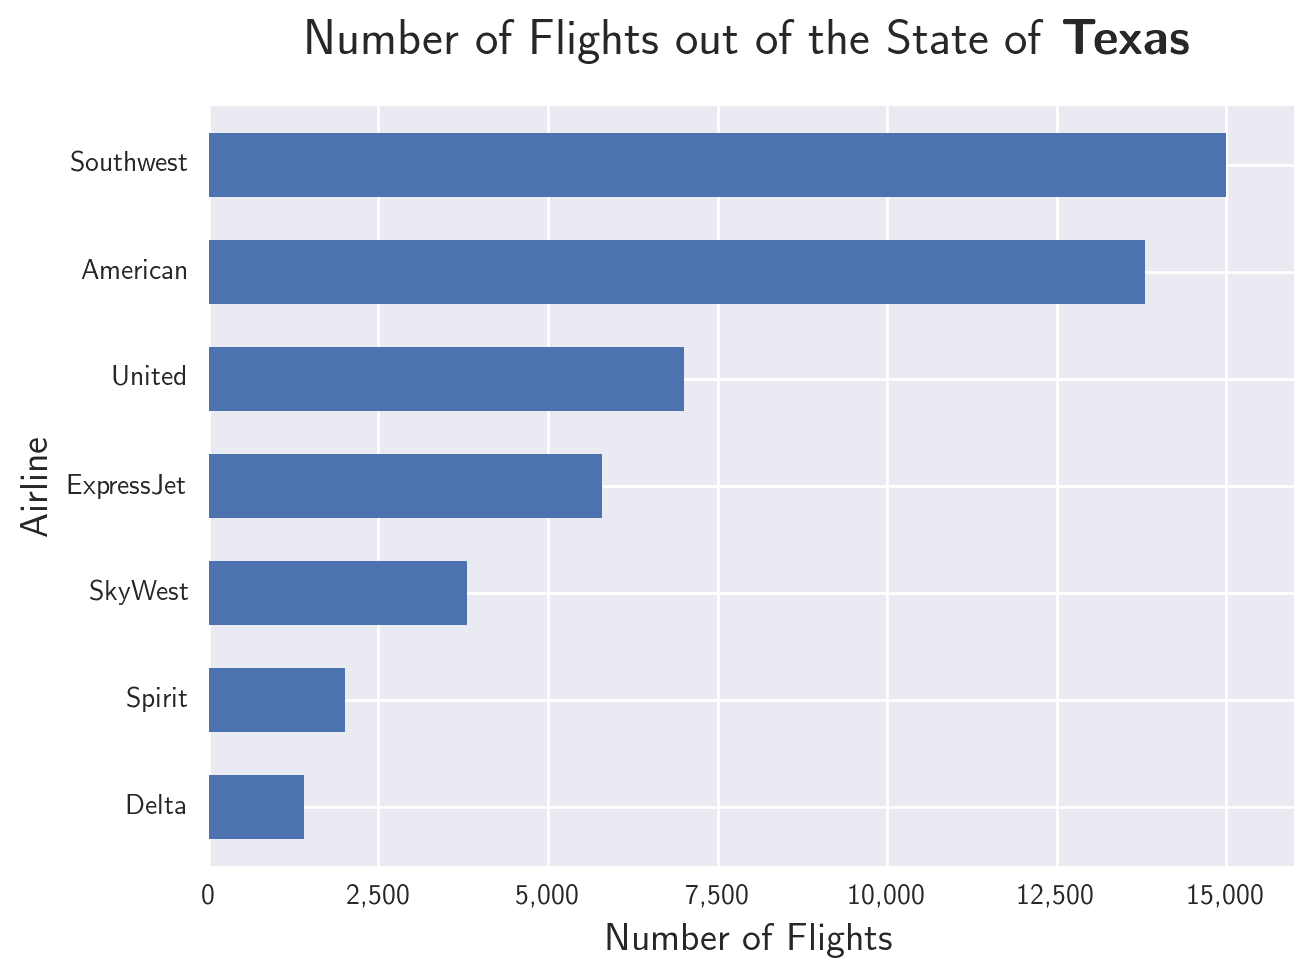 Number of Flights out of the State of Texas
Southwest
American
United
ExpressJet
SkyWest
Spirit
Delta
Airline
0 2,500 5,000 7,500 10,000 12,500 15,000
Number of Flights